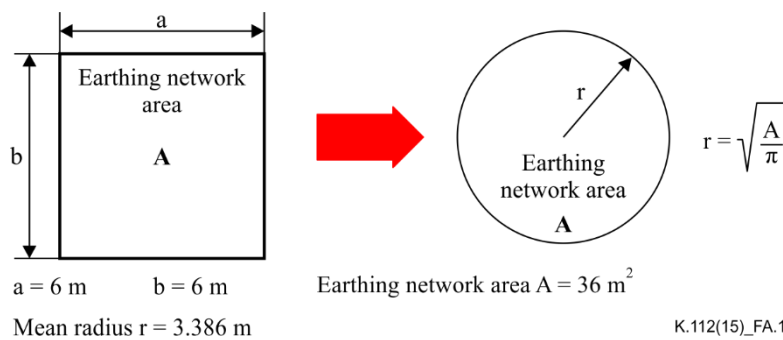 a
Earthing network
area
b
A
r
Earthing
network area
A
r = √(A/π)
a = 6 m b = 6 m
Earthing network area A = 36 m²
Mean radius r = 3.386 m
K.112(15)_FA.1